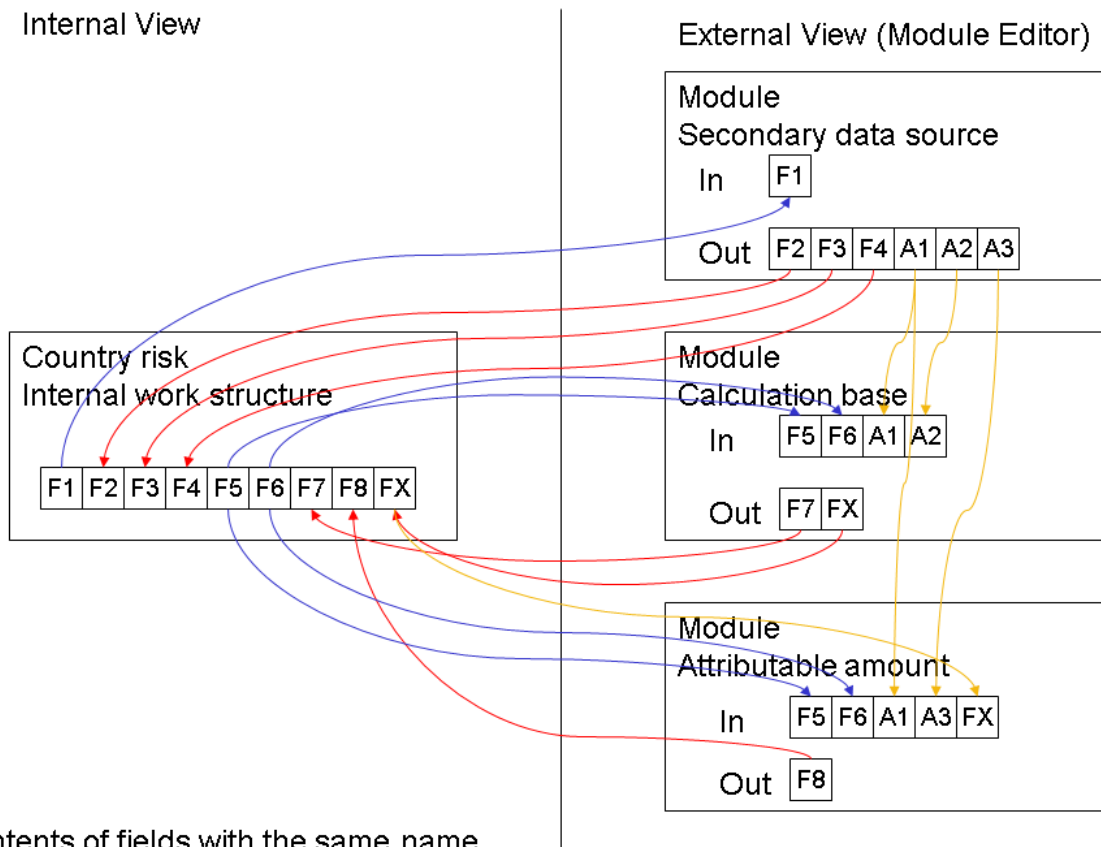 Internal View
External View (Module Editor)
Module
Secondary data source
In
F1
Out
F2 F3 F4 A1 A2 A3
Country risk
Internal work structure
F1 F2 F3 F4 F5 F6 F7 F8 FX
Module
Calculation base
In
F5 F6 A1 A2
Out
F7 FX
Module
Attributable amount
In
F5 F6 A1 A3 FX
Out
F8
of fields with the same name